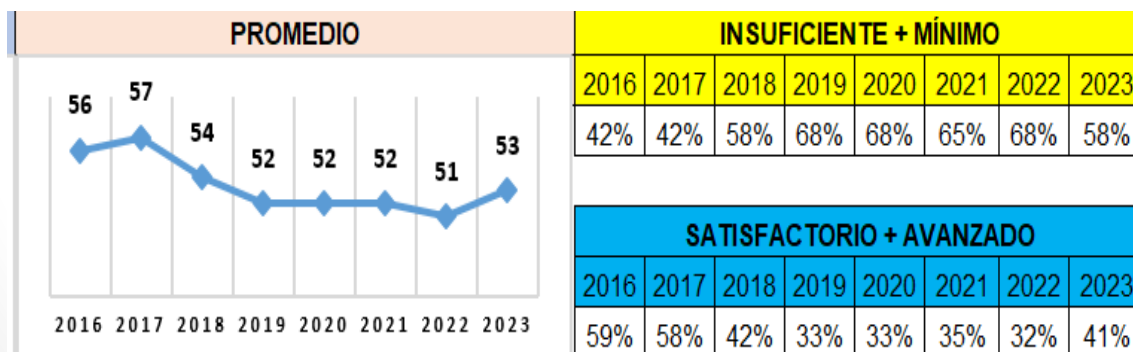 PROMEDIO
56 57 54 52 52 52 51 53
2016 2017 2018 2019 2020 2021 2022 2023
INSUFICIENTE + MÍNIMO
2016 2017 2018 2019 2020 2021 2022 2023
42% 42% 58% 68% 68% 65% 68% 58%
SATISFACTORIO + AVANZADO
2016 2017 2018 2019 2020 2021 2022 2023
59% 58% 42% 33% 33% 35% 32% 41%